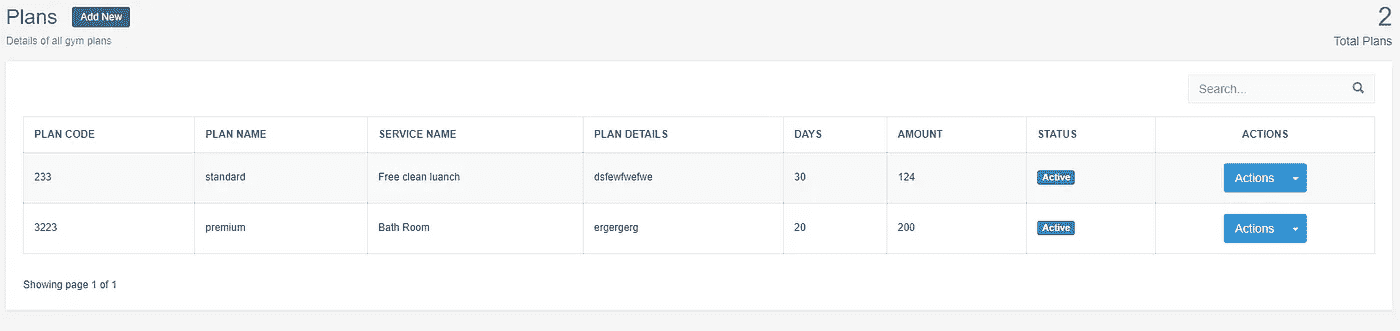 Plans Add New 2
Details of all gym plans Total Plans
Search...
PLAN CODE PLAN NAME SERVICE NAME PLAN DETAILS DAYS AMOUNT STATUS ACTIONS
233 standard Free clean luanch dsfewfwefwe 30 124 Active Actions
3223 premium Bath Room ergergerg 20 200 Active Actions
Showing page 1 of 1